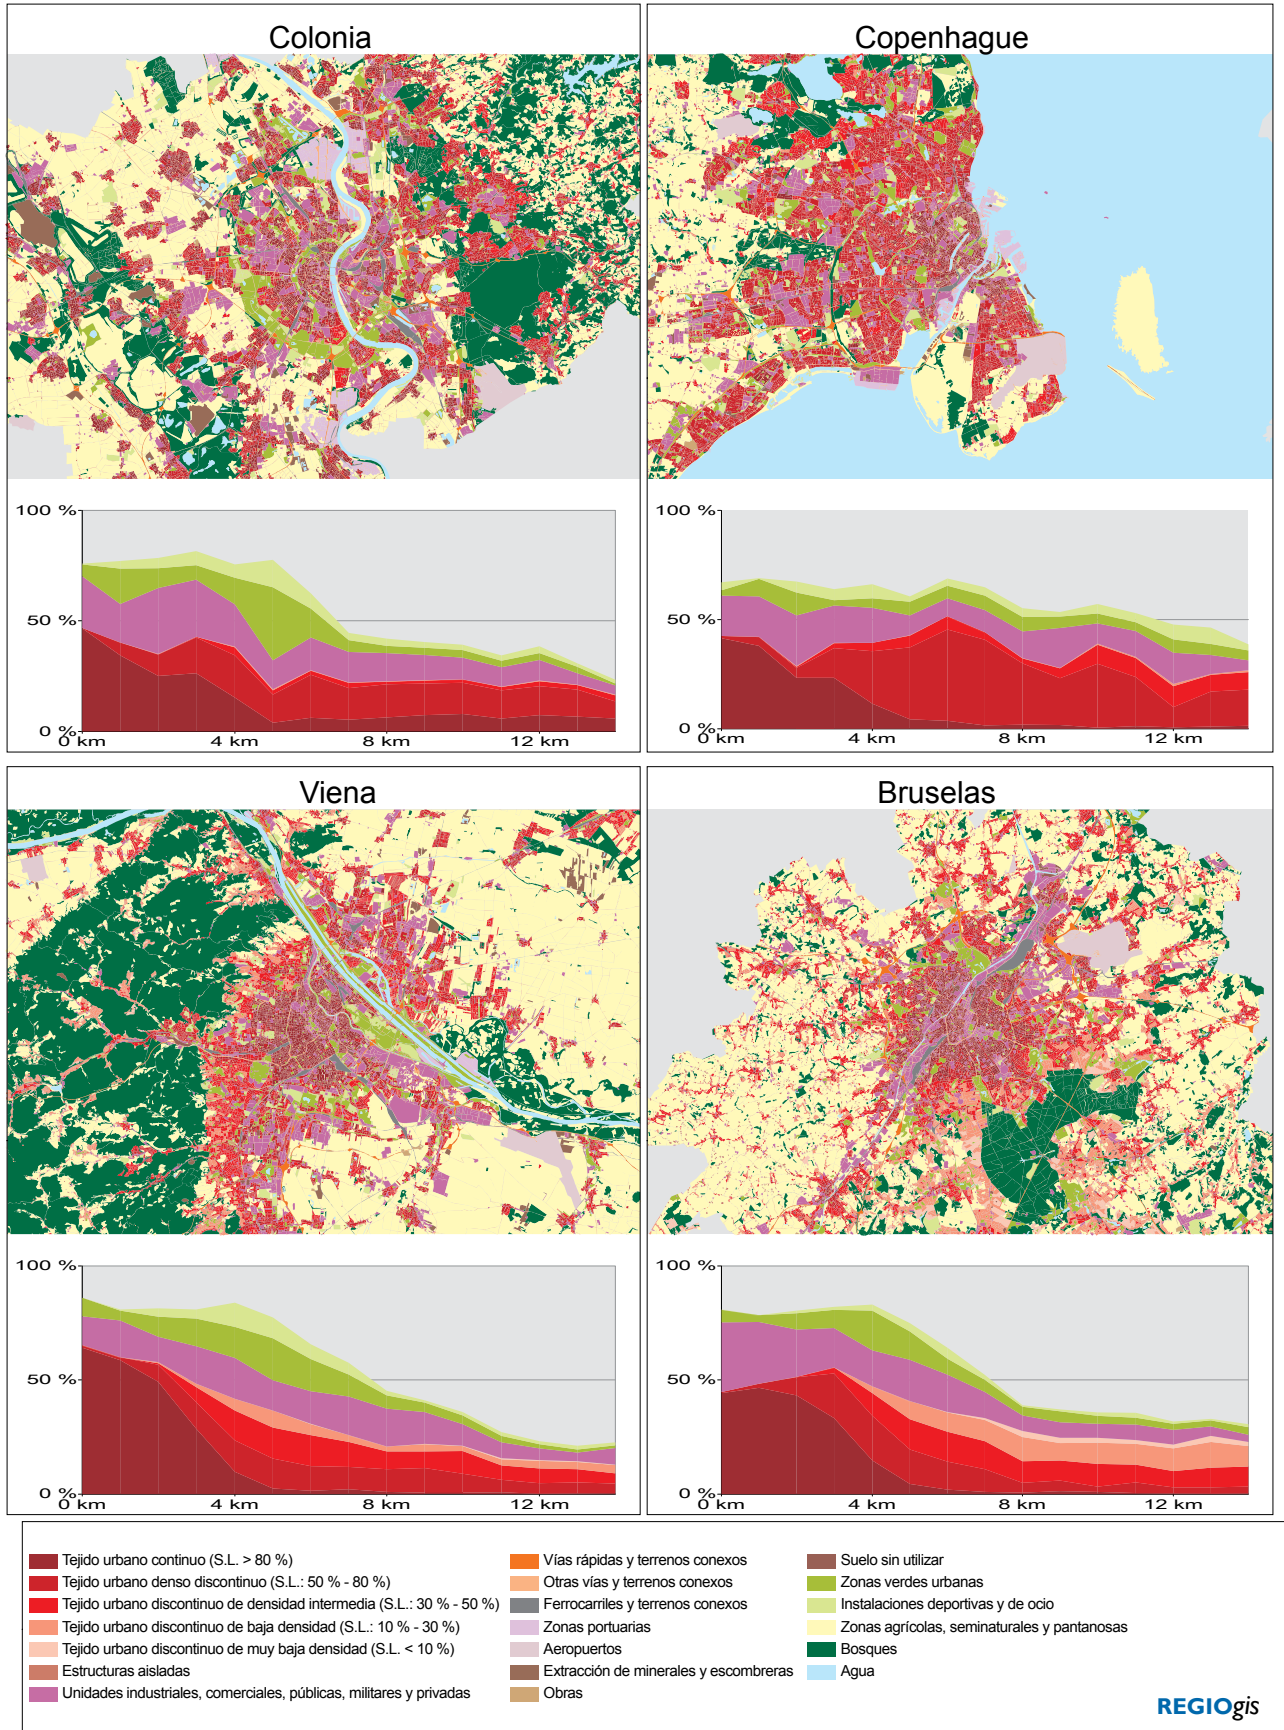 Colonia
Copenhague
100 %
50 %
0 %
0 km
4 km
8 km
12 km
100 %
50 %
0 %
0 km
4 km
8 km
12 km
Viena
Bruselas
100 %
50 %
0 %
0 km
4 km
8 km
12 km
100 %
50 %
0 %
0 km
4 km
8 km
12 km
Tejido urbano continuo (S.L. > 80 %)
Tejido urbano denso discontinuo (S.L.: 50 % - 80 %)
Tejido urbano discontinuo de densidad intermedia (S.L.: 30 % - 50 %)
Tejido urbano discontinuo de baja densidad (S.L.: 10 % - 30 %)
Tejido urbano discontinuo de muy baja densidad (S.L. < 10 %)
Estructuras aisladas
Unidades industriales, comerciales, públicas, militares y privadas
Vías rápidas y terrenos conexos
Otras vías y terrenos conexos
Ferrocarriles y terrenos conexos
Zonas portuarias
Aeropuertos
Extracción de minerales y escombreras
Obras
Suelo sin utilizar
Zonas verdes urbanas
Instalaciones deportivas y de ocio
Zonas agrícolas, seminaturales y pantanosas
Bosques
Agua
REGIOgis